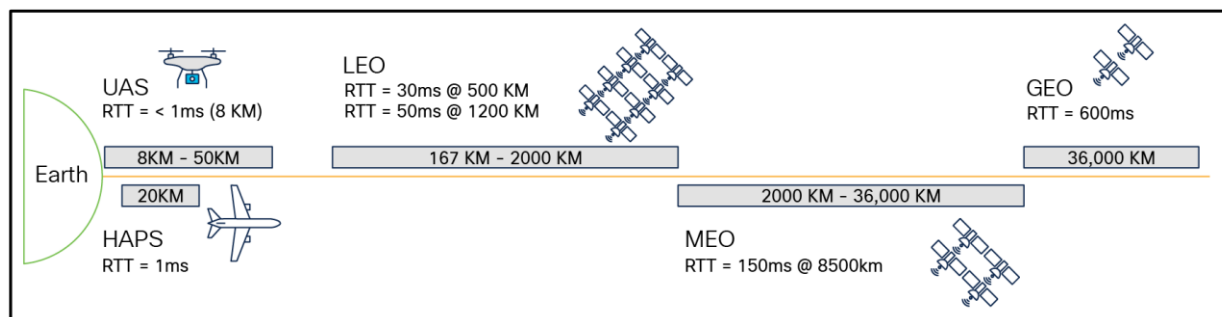 UAS
RTT = < 1ms (8 KM)
8KM - 50KM
LEO
RTT = 30ms @ 500 KM
RTT = 50ms @ 1200 KM
167 KM - 2000 KM
GEO
RTT = 600ms
36,000 KM
Earth
20KM
HAPS
RTT = 1ms
2000 KM - 36,000 KM
MEO
RTT = 150ms @ 8500km